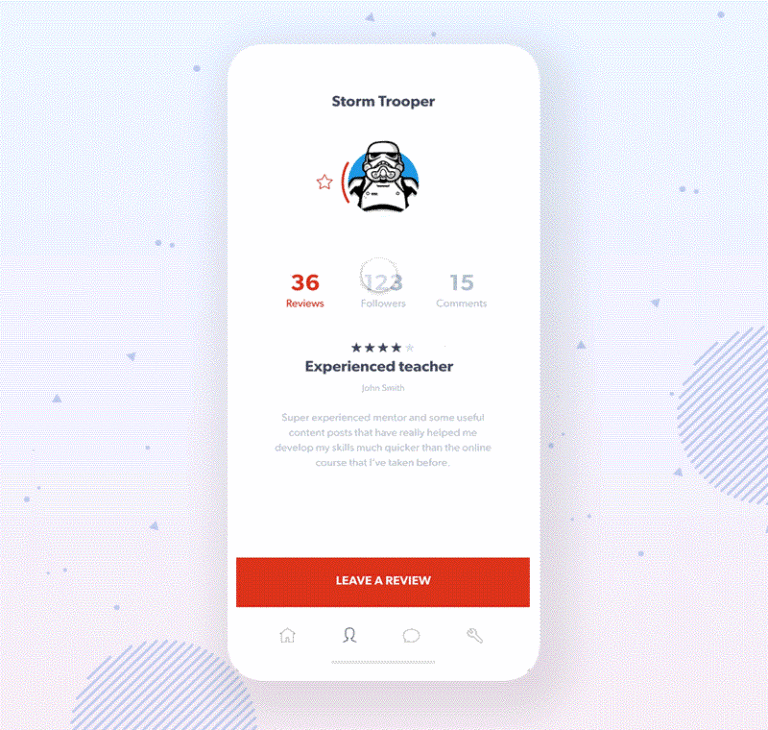 Storm Trooper
36 123 15
Reviews Followers Comments
Experienced teacher
John Smith
Super experienced mentor and some useful
content posts that have really helped me
develop my skills much quicker than the online
course that I've taken before.
LEAVE A REVIEW